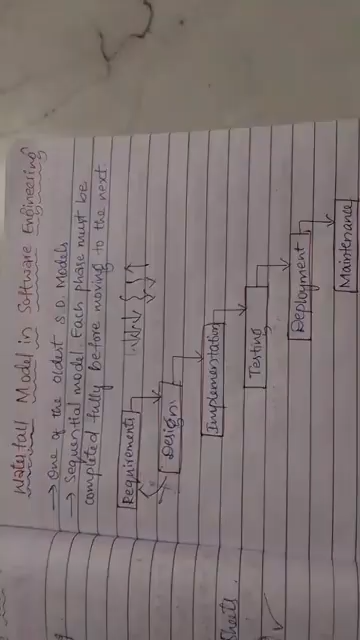 Waterfall Model in Software Engineering
→ One of the oldest S.D. Models
→ Sequential model. Each phase must be
completed fully before moving to the next.
Requirements
Design
Implementation
Testing
Deployment
Maintenance
Sheets.